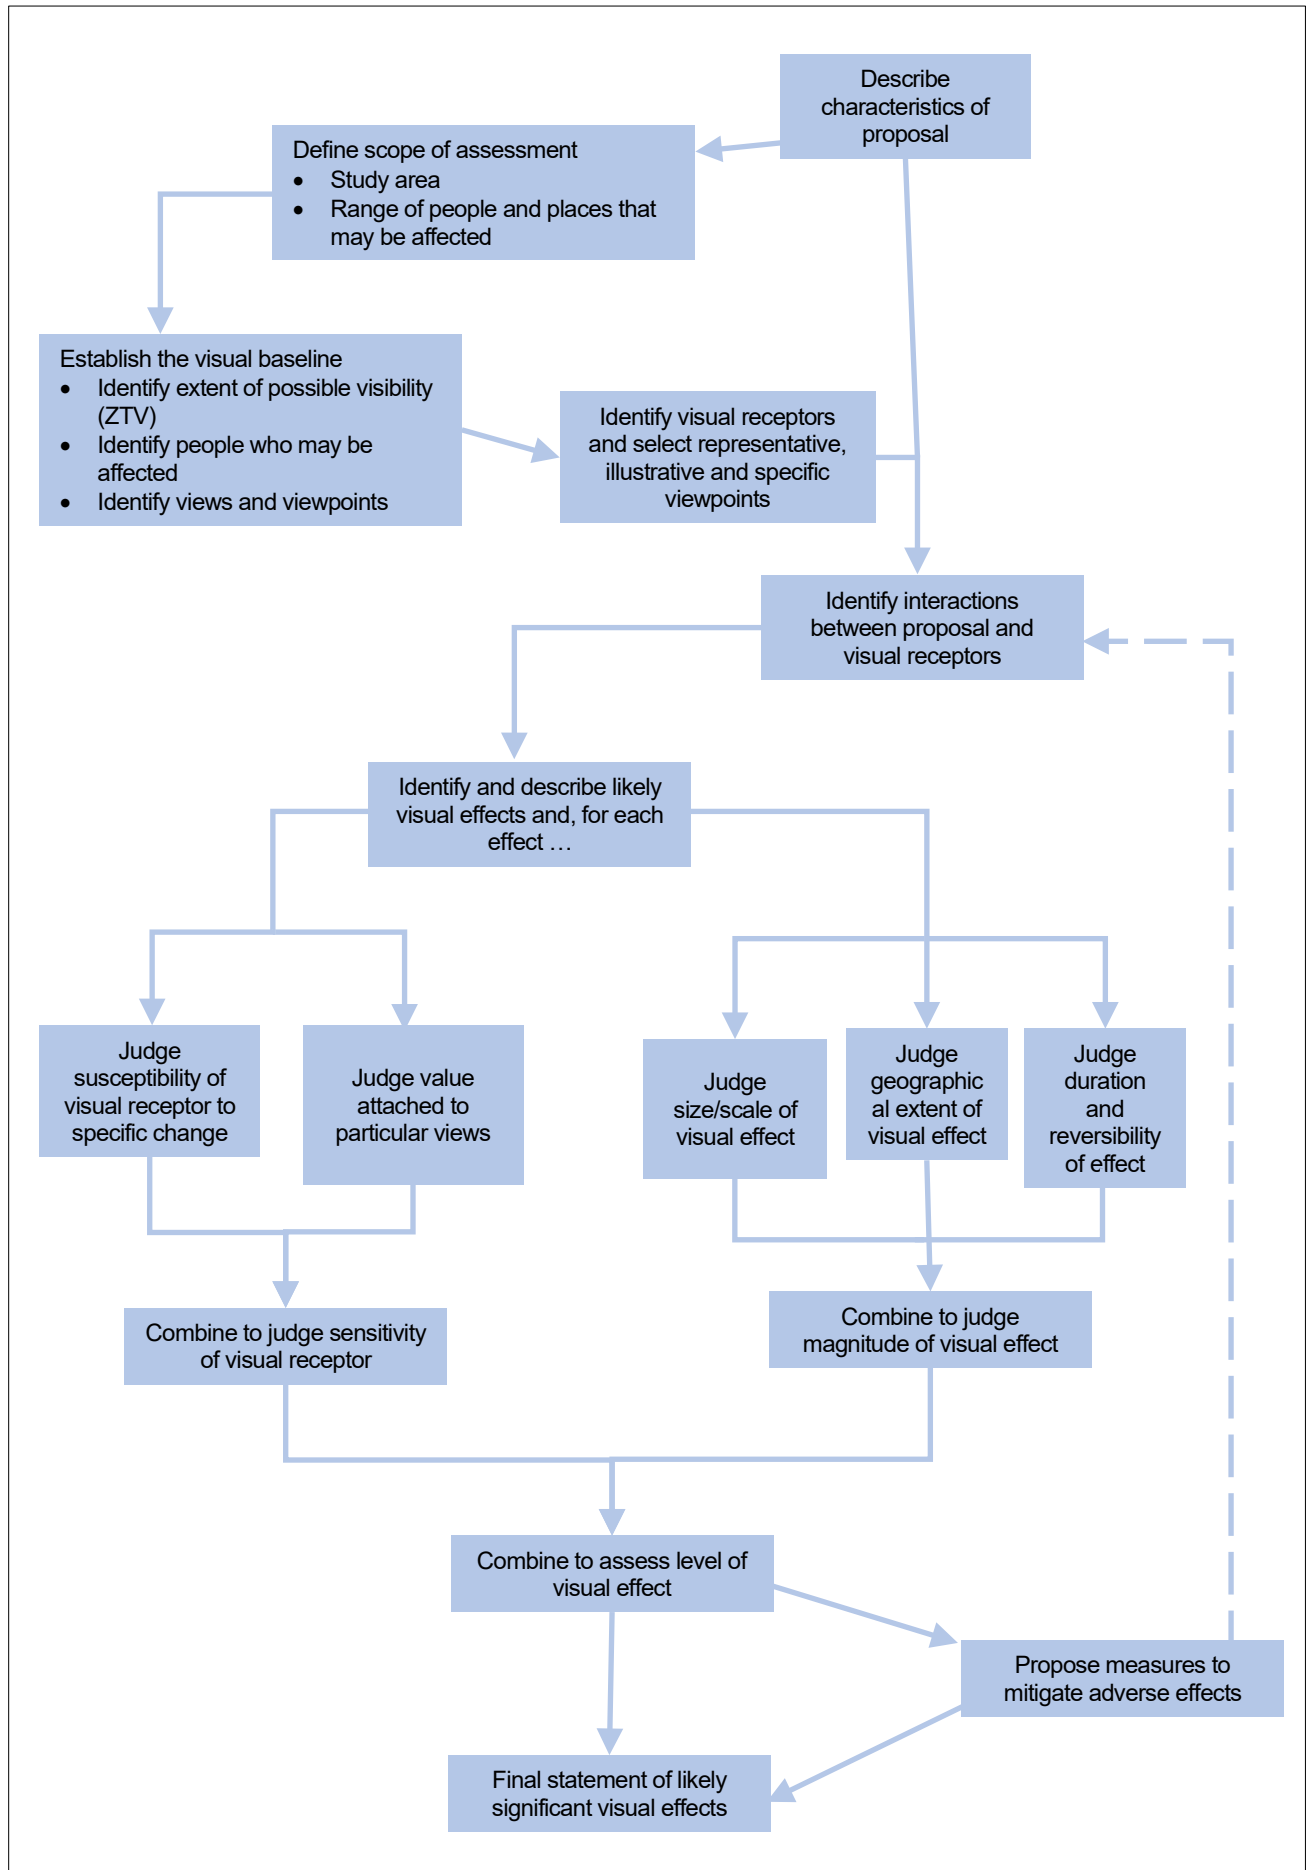 Describe
characteristics of
proposal
Define scope of assessment
• Study area
• Range of people and places that
may be affected
Establish the visual baseline
• Identify extent of possible visibility
(ZTV)
• Identify people who may be
affected
• Identify views and viewpoints
Identify visual receptors
and select representative,
illustrative and specific
viewpoints
Identify interactions
between proposal and
visual receptors
Identify and describe likely
visual effects and, for each
effect …
Judge
susceptibility of
visual receptor to
specific change
Judge value
attached to
particular views
Judge
size/scale of
visual effect
Judge
geographic
al extent of
visual effect
Judge
duration
and
reversibility
of effect
Combine to judge sensitivity
of visual receptor
Combine to judge
magnitude of visual effect
Combine to assess level of
visual effect
Propose measures to
mitigate adverse effects
Final statement of likely
significant visual effects